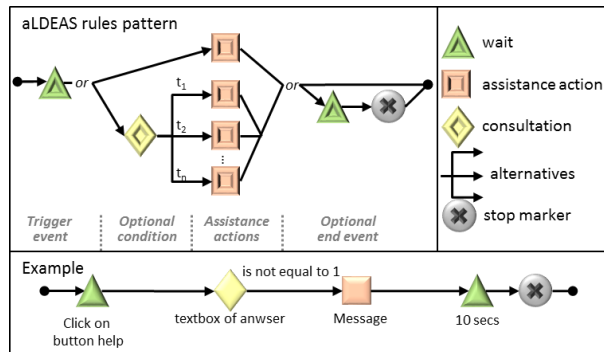 aLDEAS rules pattern
or
t1
t2
⋮
tn
or
Trigger
event
Optional
condition
Assistance
actions
Optional
end event
wait
assistance action
consultation
alternatives
stop marker
Example
is not equal to 1
Click on
button help
textbox of anwser
Message
10 secs